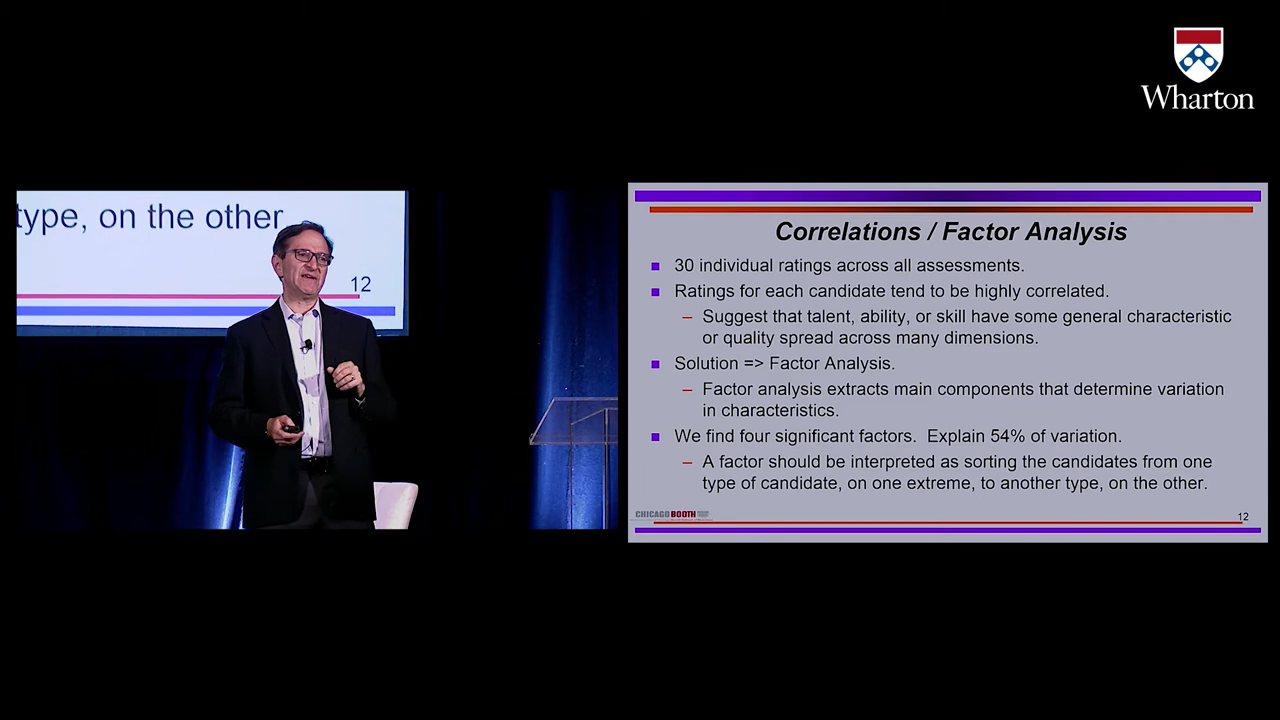 Wharton
type, on the other
12
Correlations / Factor Analysis
30 individual ratings across all assessments.
Ratings for each candidate tend to be highly correlated.
– Suggest that talent, ability, or skill have some general characteristic
or quality spread across many dimensions.
Solution => Factor Analysis.
– Factor analysis extracts main components that determine variation
in characteristics.
We find four significant factors.  Explain 54% of variation.
– A factor should be interpreted as sorting the candidates from one
type of candidate, on one extreme, to another type, on the other.
CHICAGO BOOTH
12